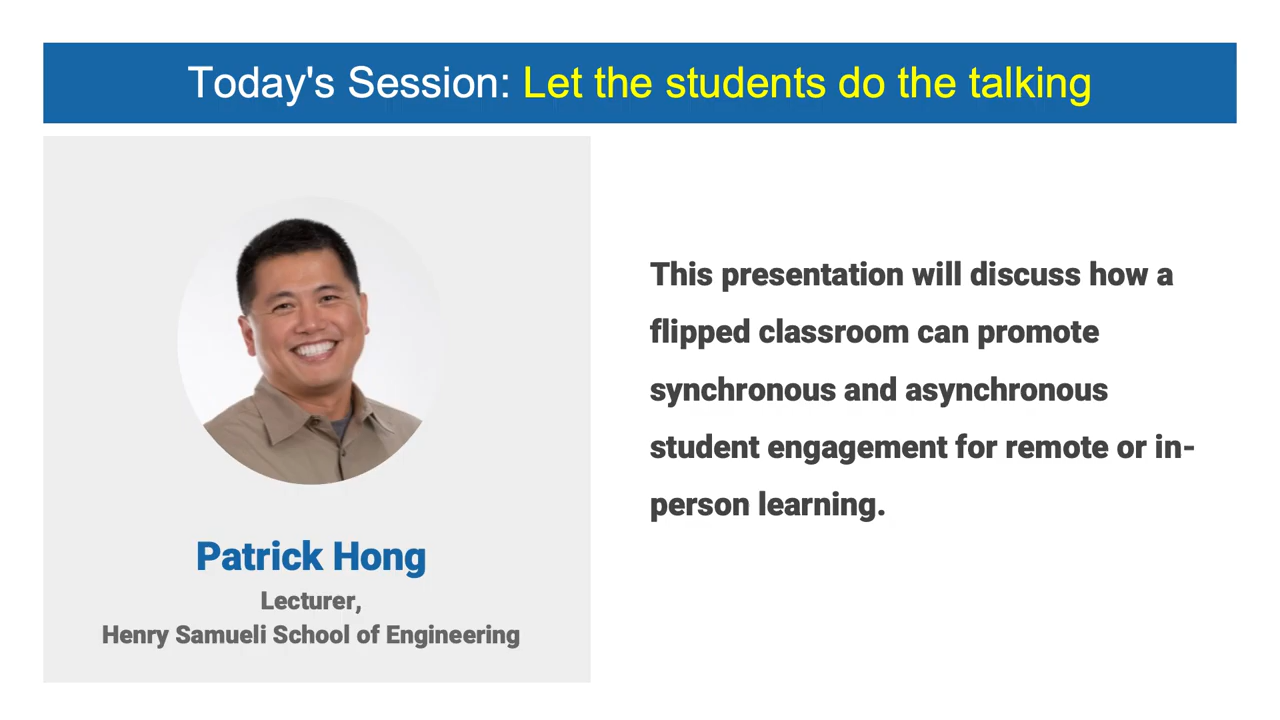 Today's Session: Let the students do the talking
This presentation will discuss how a
flipped classroom can promote
synchronous and asynchronous
student engagement for remote or in-
person learning.
Patrick Hong
Lecturer,
Henry Samueli School of Engineering